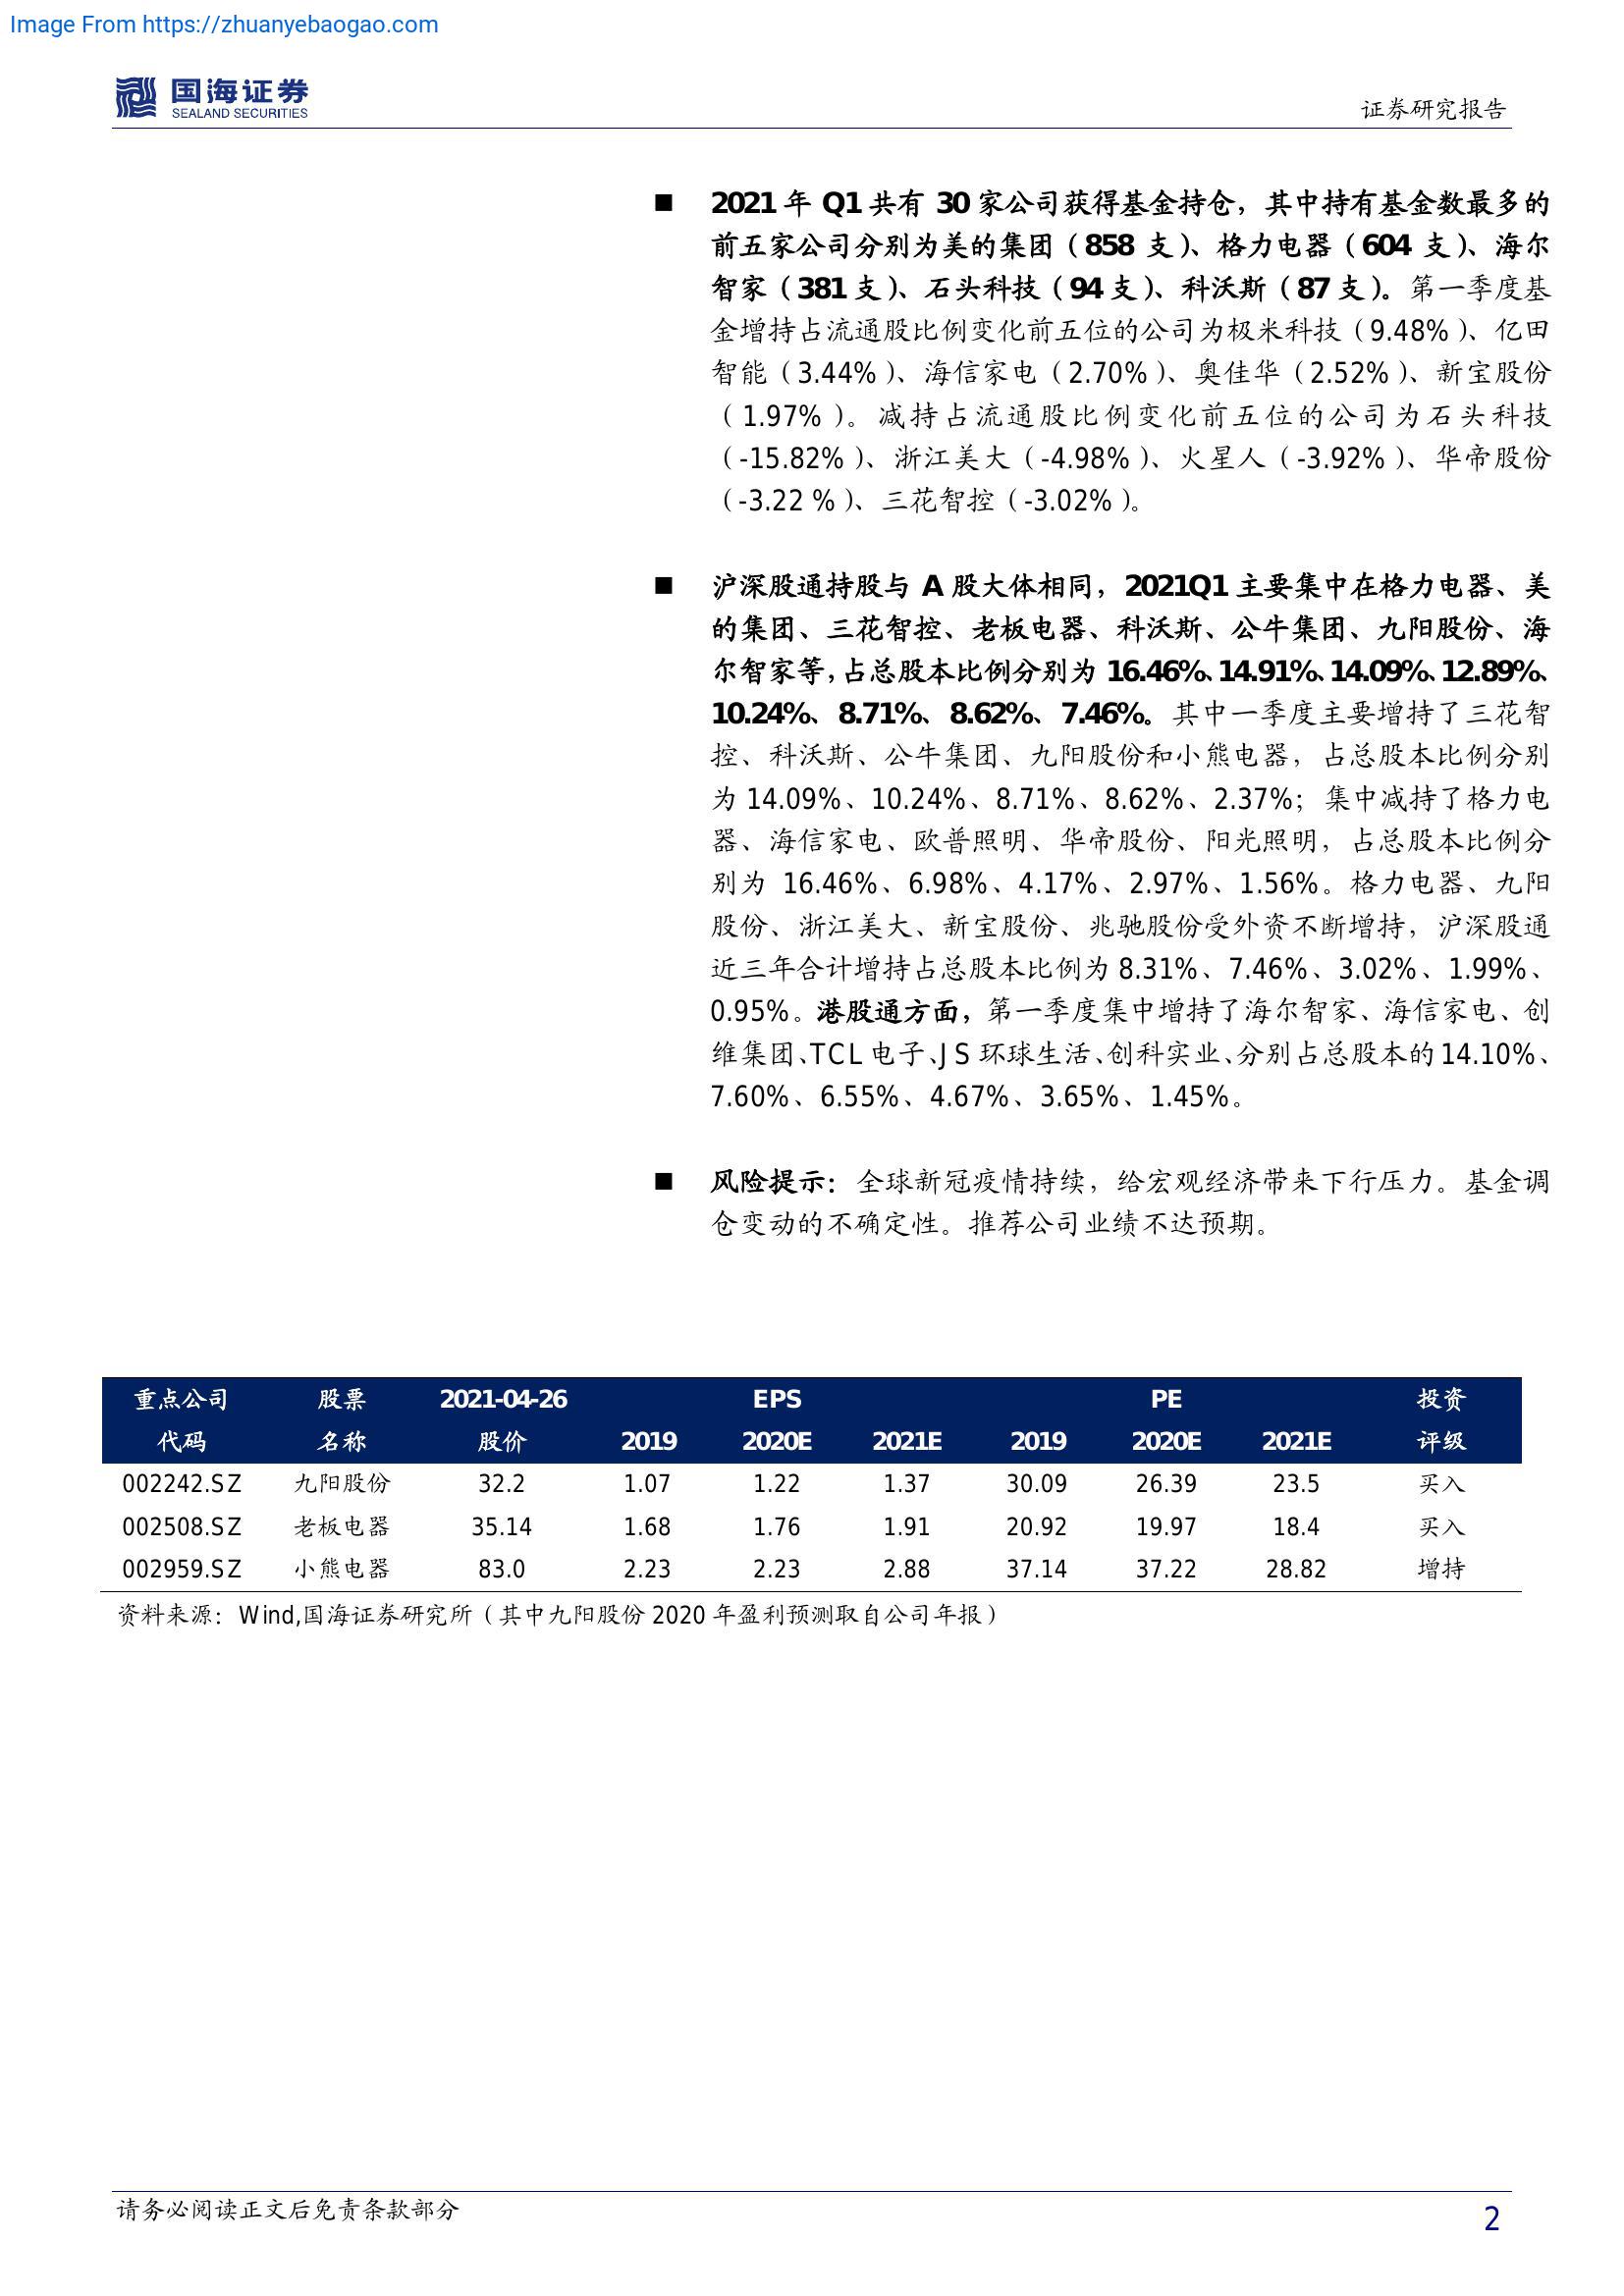 Image From https://zhuanyebaogao.com
国海证券
SEALAND SECURITIES
证券研究报告
■ 2021 年 Q1 共有 30 家公司获得基金持仓，其中持有基金数最多的
前五家公司分别为美的集团（858 支）、格力电器（604 支）、海尔
智家（381 支）、石头科技（94 支）、科沃斯（87 支）。第一季度基
金增持占流通股比例变化前五位的公司为极米科技（9.48%）、亿田
智能（3.44%）、海信家电（2.70%）、奥佳华（2.52%）、新宝股份
（1.97%）。减持占流通股比例变化前五位的公司为石头科技
（-15.82%）、浙江美大（-4.98%）、火星人（-3.92%）、华帝股份
（-3.22 %）、三花智控（-3.02%）。
■ 沪深股通持股与 A 股大体相同，2021Q1 主要集中在格力电器、美
的集团、三花智控、老板电器、科沃斯、公牛集团、九阳股份、海
尔智家等，占总股本比例分别为 16.46%、14.91%、14.09%、12.89%、
10.24%、8.71%、8.62%、7.46%。其中一季度主要增持了三花智
控、科沃斯、公牛集团、九阳股份和小熊电器，占总股本比例分别
为 14.09%、10.24%、8.71%、8.62%、2.37%；集中减持了格力电
器、海信家电、欧普照明、华帝股份、阳光照明，占总股本比例分
别为 16.46%、6.98%、4.17%、2.97%、1.56%。格力电器、九阳
股份、浙江美大、新宝股份、兆驰股份受外资不断增持，沪深股通
近三年合计增持占总股本比例为 8.31%、7.46%、3.02%、1.99%、
0.95%。港股通方面，第一季度集中增持了海尔智家、海信家电、创
维集团、TCL 电子、JS 环球生活、创科实业、分别占总股本的 14.10%、
7.60%、6.55%、4.67%、3.65%、1.45%。
■ 风险提示：全球新冠疫情持续，给宏观经济带来下行压力。基金调
仓变动的不确定性。推荐公司业绩不达预期。
重点公司 股票 2021-04-26 EPS PE 投资
代码 名称 股价 2019 2020E 2021E 2019 2020E 2021E 评级
002242.SZ 九阳股份 32.2 1.07 1.22 1.37 30.09 26.39 23.5 买入
002508.SZ 老板电器 35.14 1.68 1.76 1.91 20.92 19.97 18.4 买入
002959.SZ 小熊电器 83.0 2.23 2.23 2.88 37.14 37.22 28.82 增持
资料来源：Wind,国海证券研究所（其中九阳股份 2020 年盈利预测取自公司年报）
请务必阅读正文后免责条款部分
2